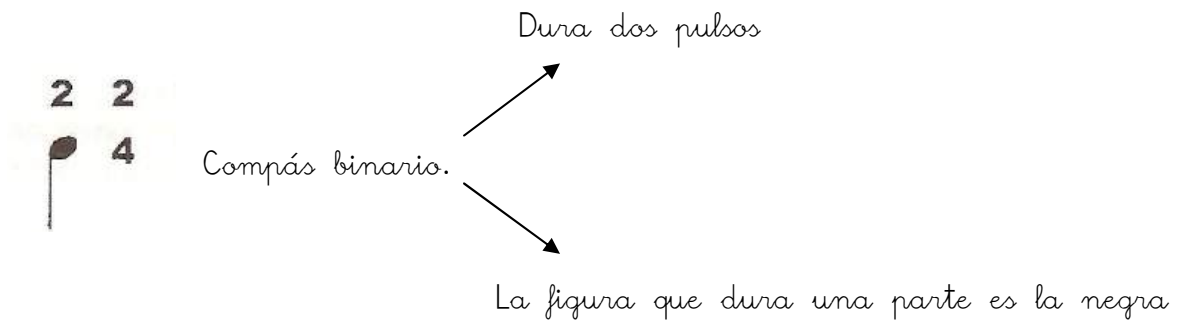 Dura dos pulsos
2 2
4
Compás binario.
La figura que dura una parte es la negra